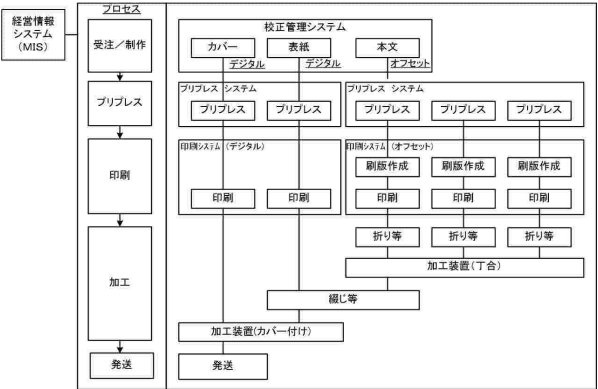 プロセス
経営情報
システム
（MIS）
受注／制作
プリプレス
印刷
加工
発送
校正管理システム
カバー 表紙 本文
デジタル デジタル オフセット
プリプレス システム プリプレス システム
プリプレス プリプレス プリプレス プリプレス プリプレス
印刷システム（デジタル） 印刷システム（オフセット）
刷版作成 刷版作成 刷版作成
印刷 印刷 印刷 印刷 印刷
折り等 折り等 折り等
加工装置（丁合）
綴じ等
加工装置（カバー付け）
発送